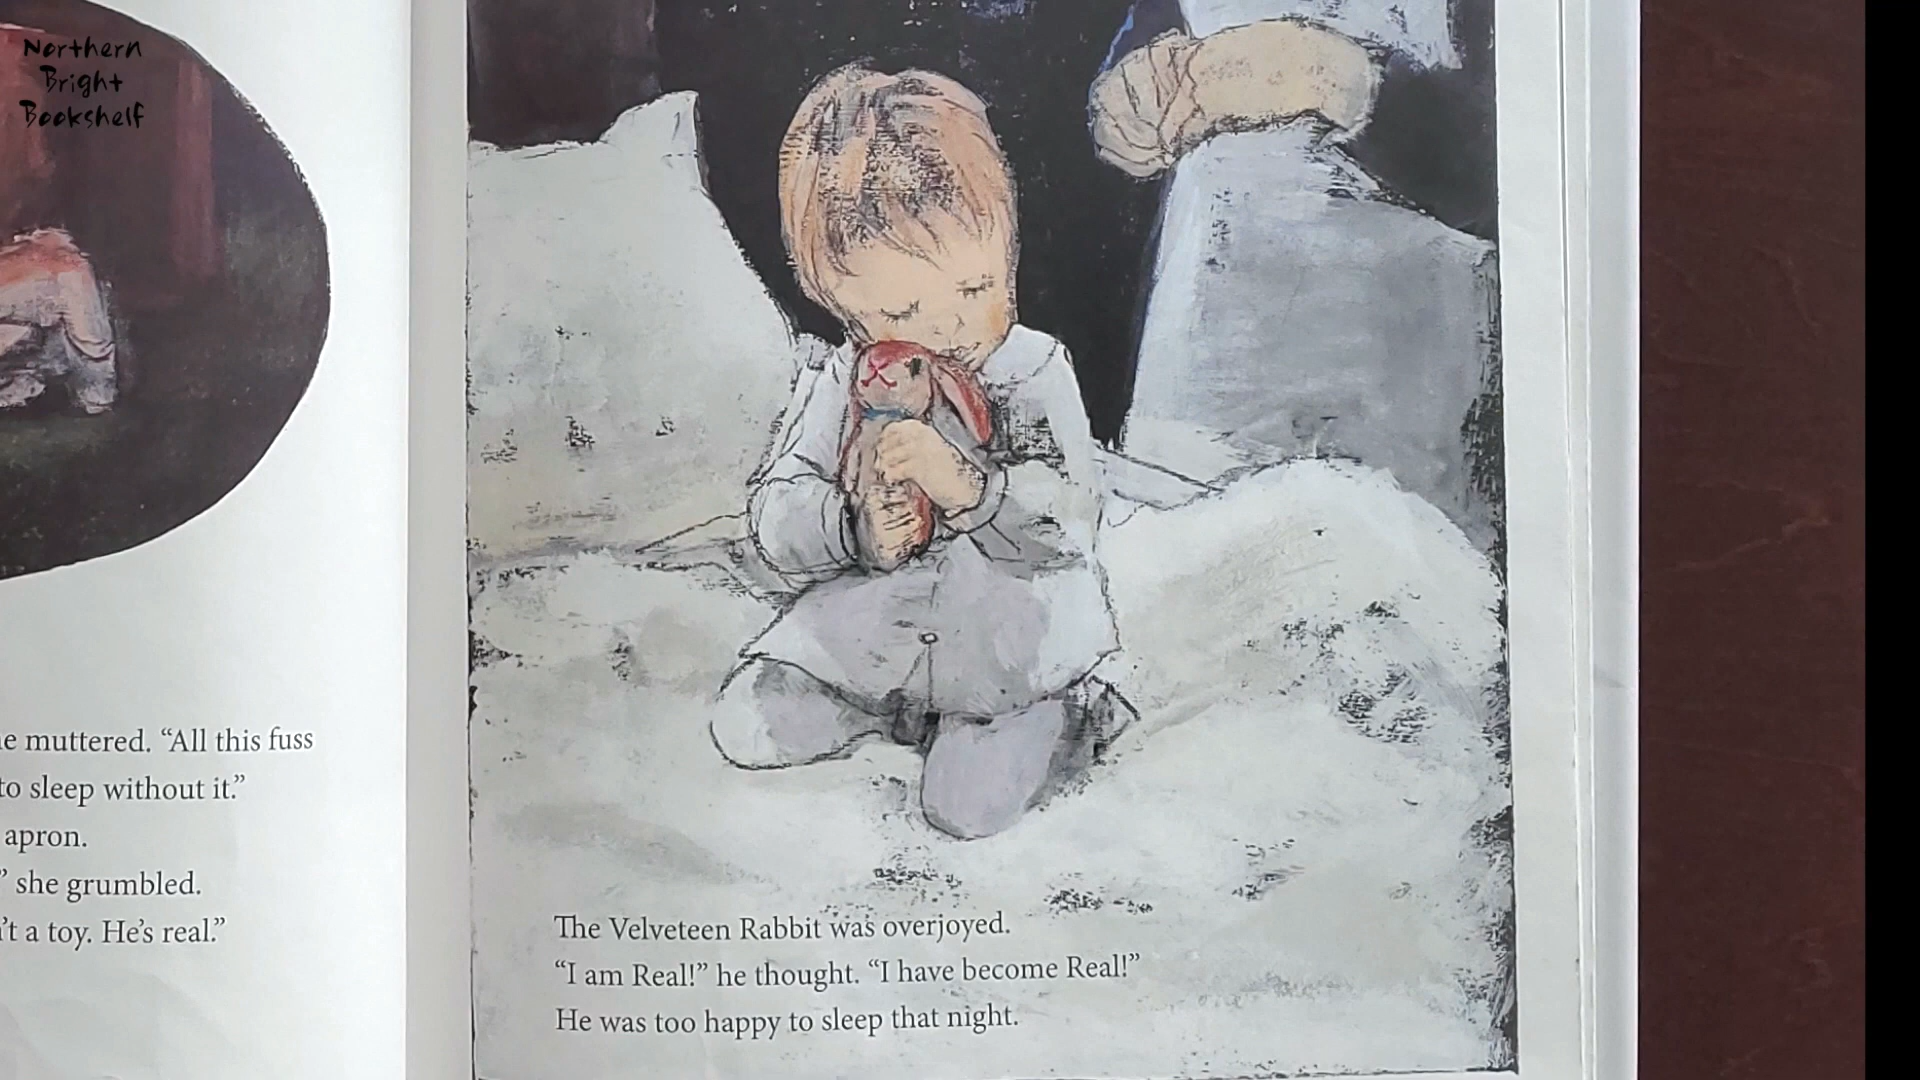 Northern
Bright
Bookshelf
muttered. “All this fuss
to sleep without it.”
apron.
” she grumbled.
a toy. He’s real.”
The Velveteen Rabbit was overjoyed.
“I am Real!” he thought. “I have become Real!”
He was too happy to sleep that night.